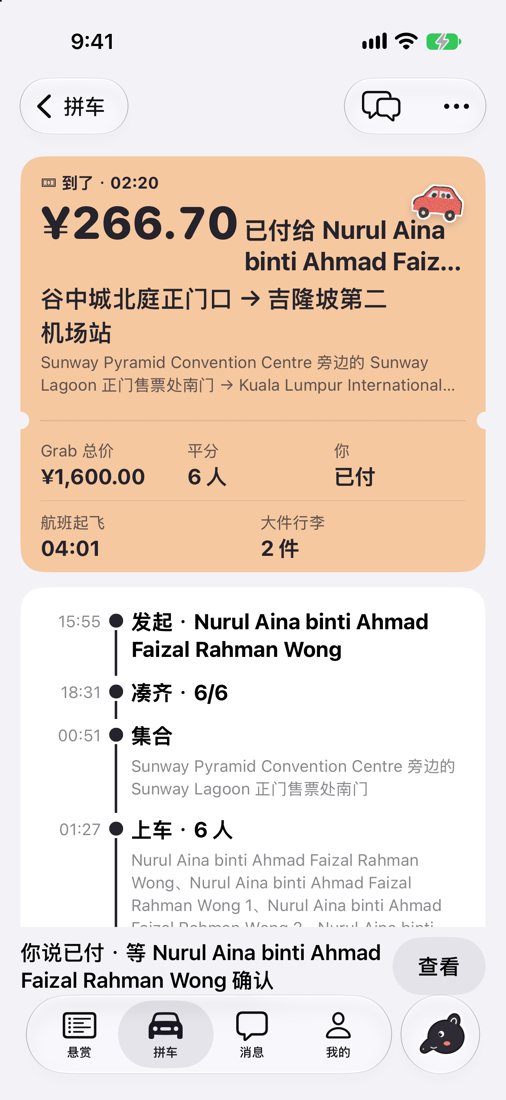 9:41
拼车
到了 · 02:20
¥266.70 已付给 Nurul Aina
binti Ahmad Faiz...
谷中城北庭正门口 → 吉隆坡第二
机场站
Sunway Pyramid Convention Centre 旁边的 Sunway
Lagoon 正门售票处南门 → Kuala Lumpur International...
Grab 总价 平分 你
¥1,600.00 6 人 已付
航班起飞 大件行李
04:01 2 件
15:55 发起 · Nurul Aina binti Ahmad
Faizal Rahman Wong
18:31 凑齐 · 6/6
00:51 集合
Sunway Pyramid Convention Centre 旁边的
Sunway Lagoon 正门售票处南门
01:27 上车 · 6 人
Nurul Aina binti Ahmad Faizal Rahman
Wong、Nurul Aina binti Ahmad Faizal
Rahman Wong 1、Nurul Aina binti Ahmad
Faizal Rahman Wong 2、Nurul Aina binti
你说已付 · 等 Nurul Aina binti Ahmad
Faizal Rahman Wong 确认
查看
悬赏 拼车 消息 我的